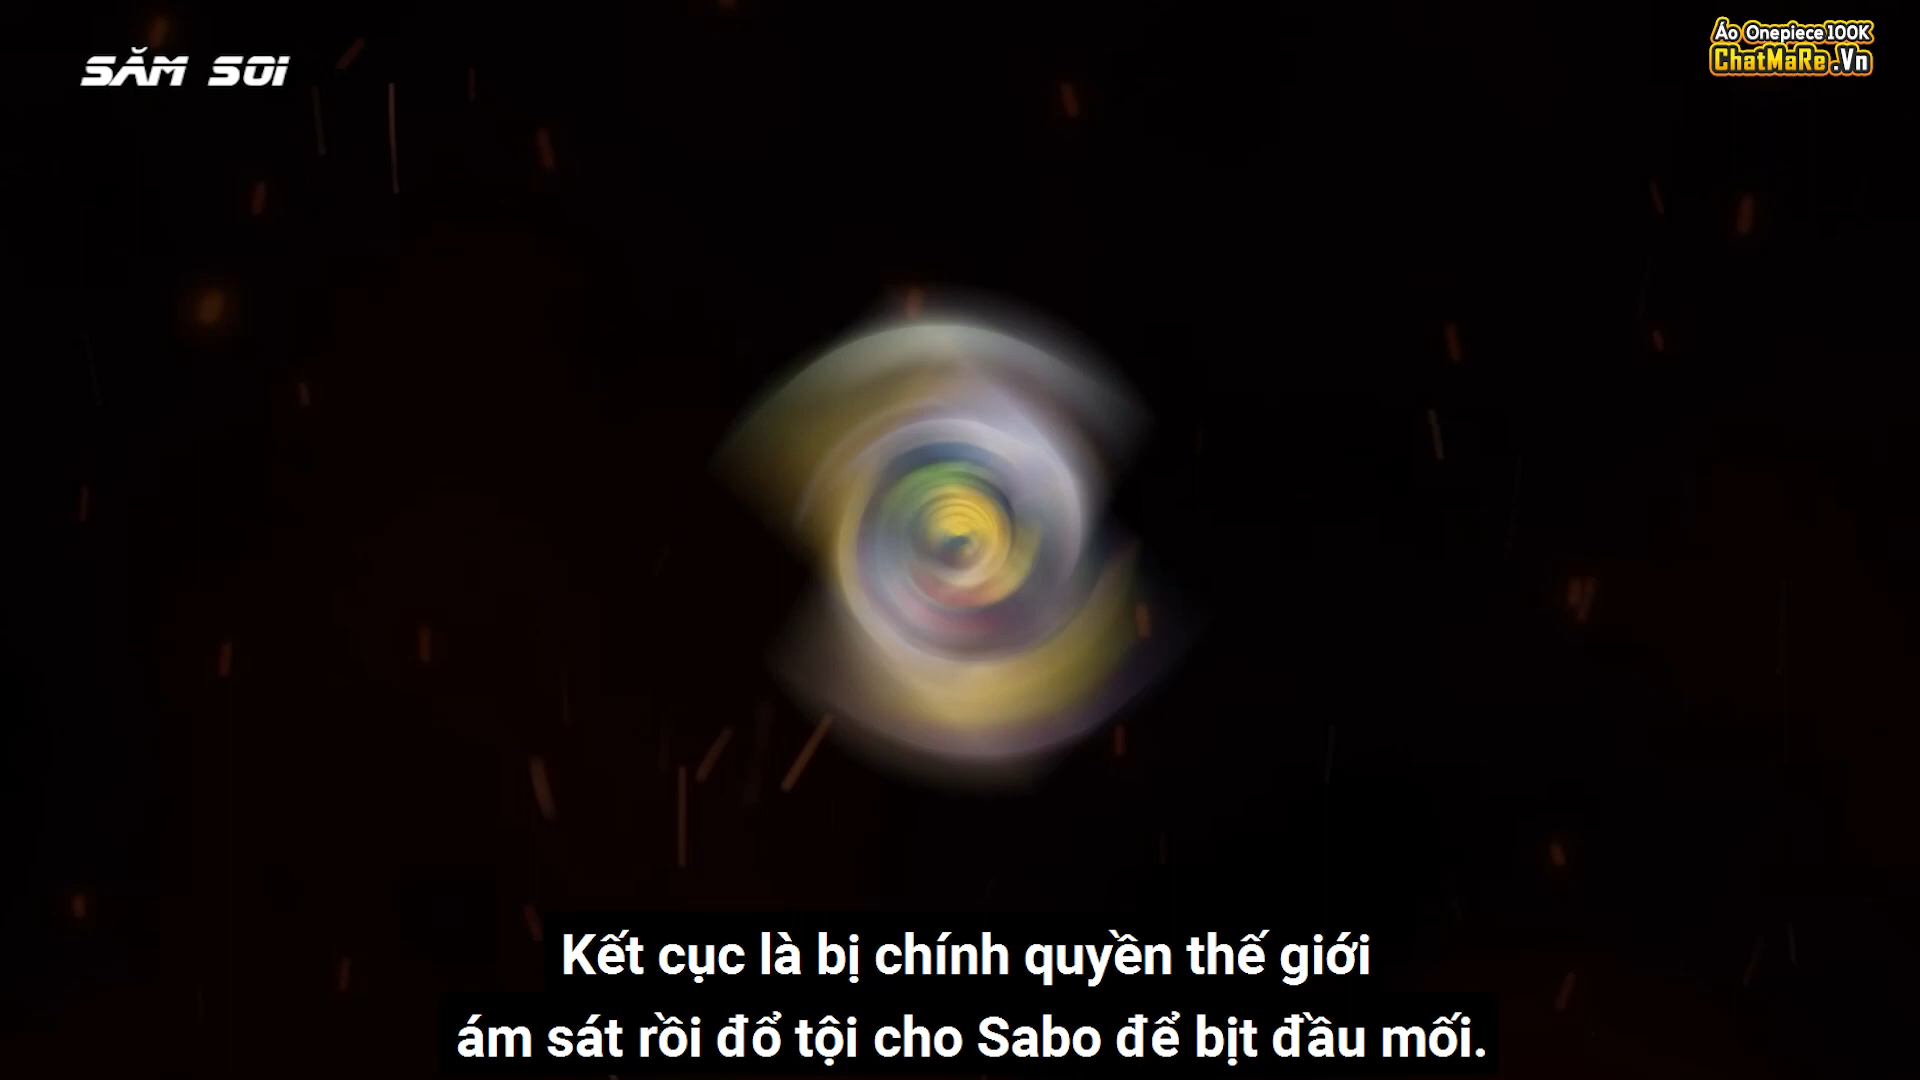 SĂM SOI
Áo Onepiece 100K
ChatMaRe.Vn
Kết cục là bị chính quyền thế giới
ám sát rồi đổ tội cho Sabo để bịt đầu mối.